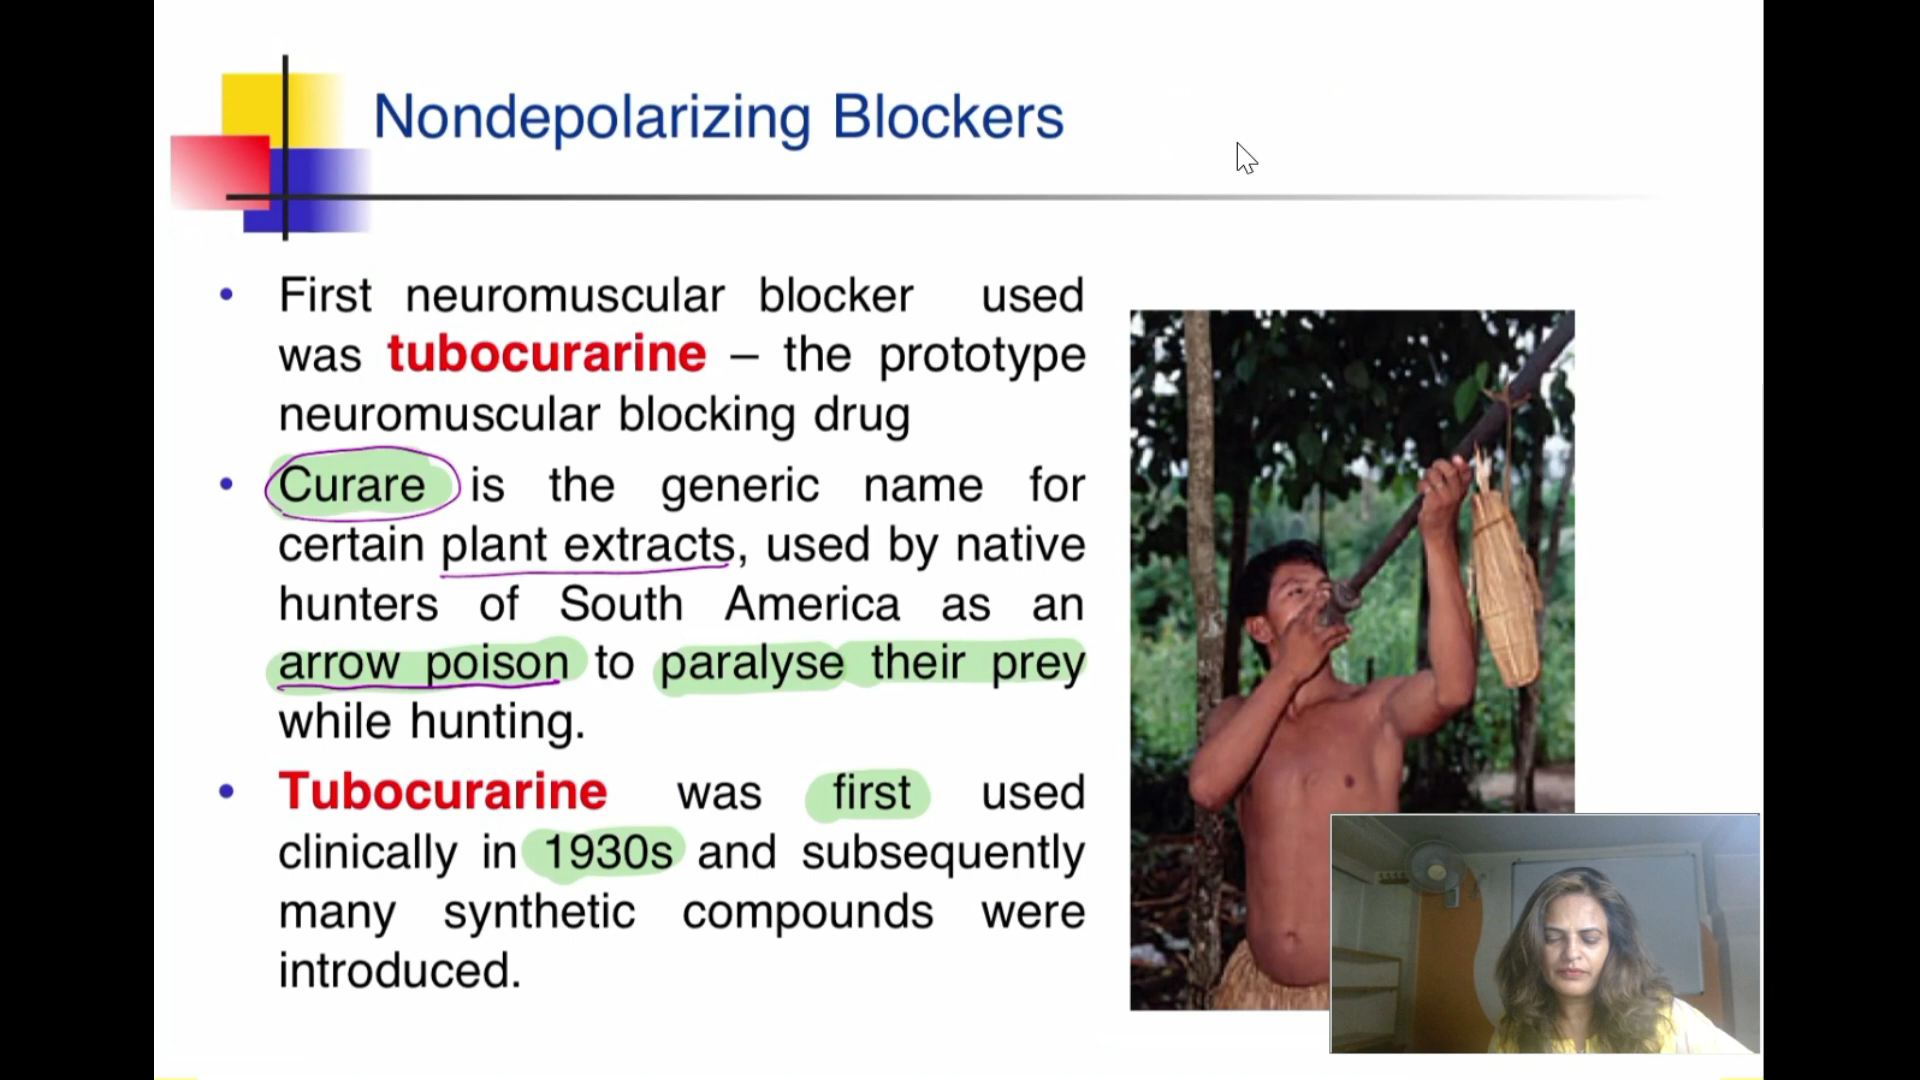 Nondepolarizing Blockers
• First neuromuscular blocker used
was tubocurarine – the prototype
neuromuscular blocking drug
• Curare is the generic name for
certain plant extracts, used by native
hunters of South America as an
arrow poison to paralyse their prey
while hunting.
• Tubocurarine was first used
clinically in 1930s and subsequently
many synthetic compounds were
introduced.